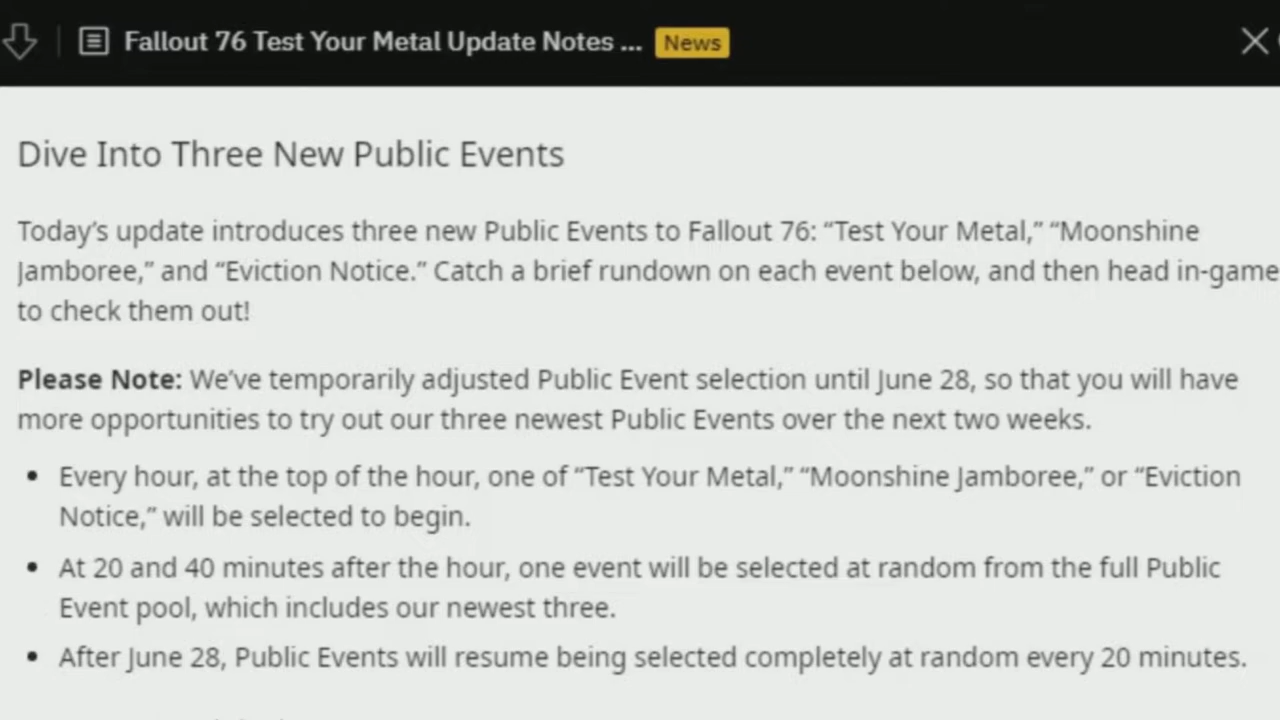 Fallout 76 Test Your Metal Update Notes ... News
Dive Into Three New Public Events
Today’s update introduces three new Public Events to Fallout 76: “Test Your Metal,” “Moonshine
Jamboree,” and “Eviction Notice.” Catch a brief rundown on each event below, and then head in-game
to check them out!
Please Note: We’ve temporarily adjusted Public Event selection until June 28, so that you will have
more opportunities to try out our three newest Public Events over the next two weeks.
• Every hour, at the top of the hour, one of “Test Your Metal,” “Moonshine Jamboree,” or “Eviction
Notice,” will be selected to begin.
• At 20 and 40 minutes after the hour, one event will be selected at random from the full Public
Event pool, which includes our newest three.
• After June 28, Public Events will resume being selected completely at random every 20 minutes.